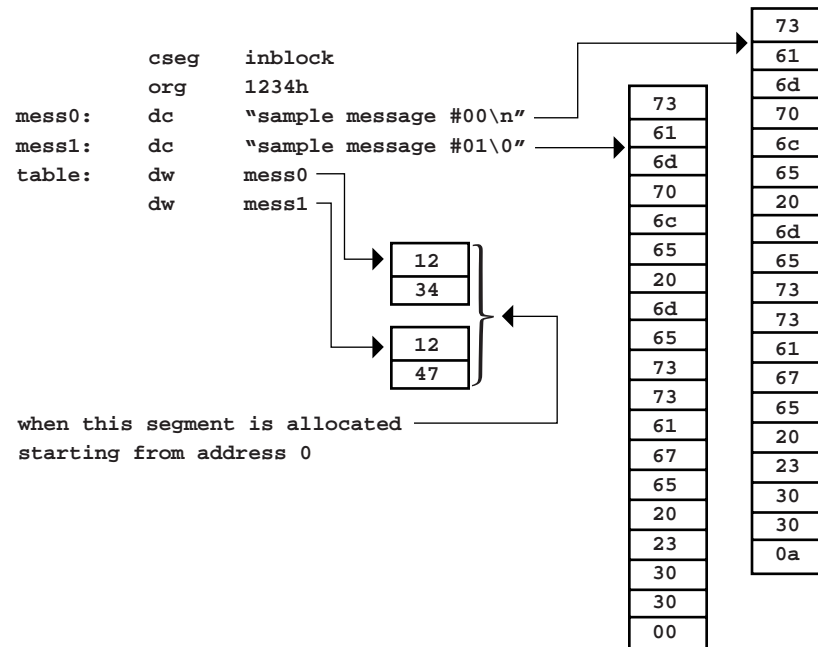 cseg inblock
org 1234h
mess0: dc “sample message #00\n”
mess1: dc “sample message #01\0”
table: dw mess0
dw mess1
12
34
12
47
when this segment is allocated
starting from address 0
73
61
6d
70
6c
65
20
6d
65
73
73
61
67
65
20
23
30
30
00
73
61
6d
70
6c
65
20
6d
65
73
73
61
67
65
20
23
30
30
0a